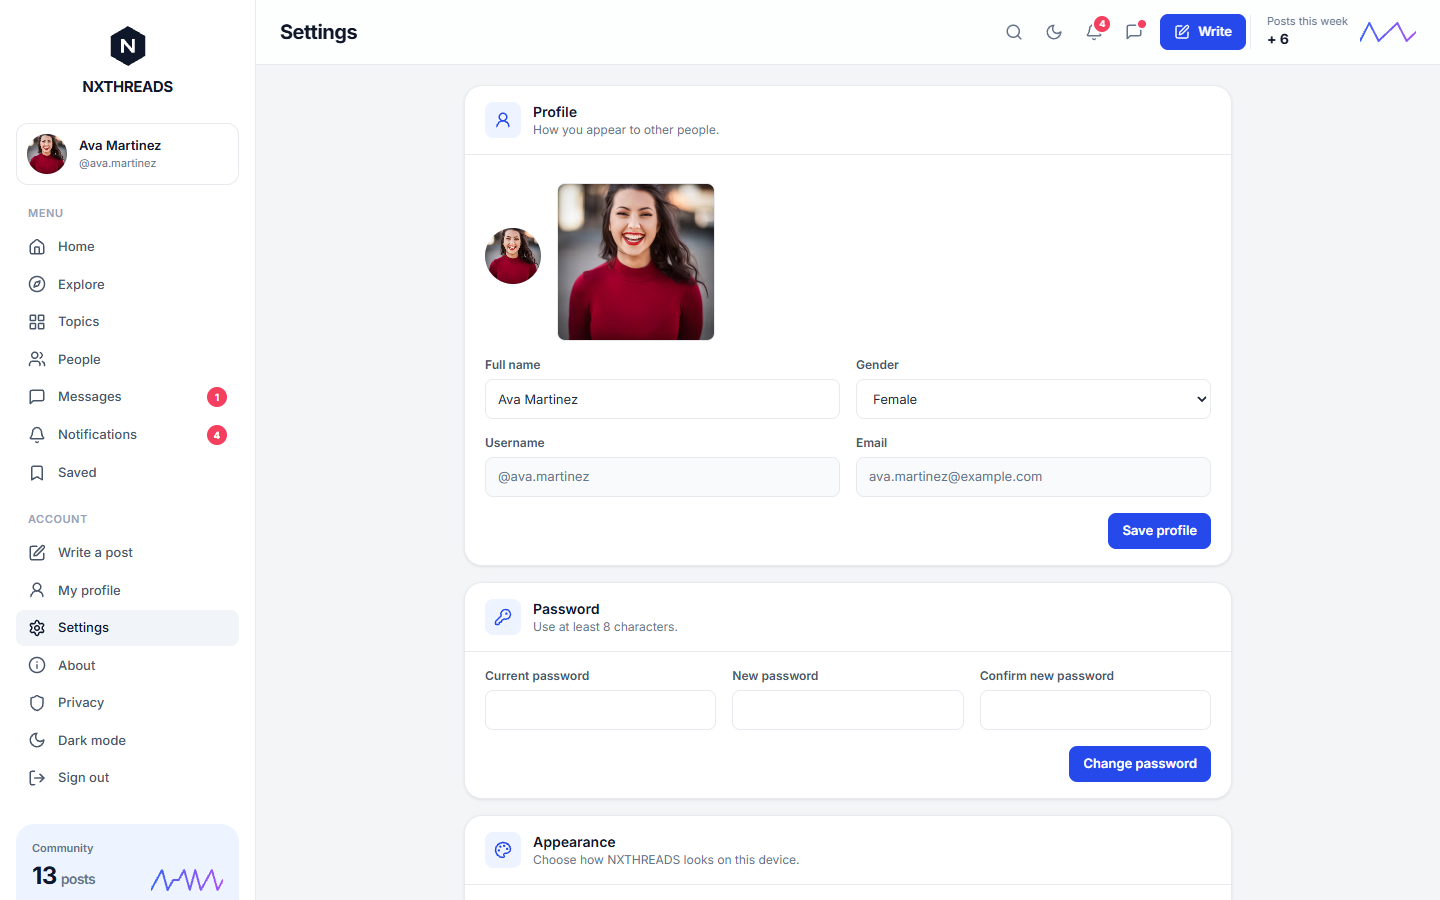 N
NXTHREADS
Ava Martinez
@ava.martinez
MENU
Home
Explore
Topics
People
Messages
1
Notifications
4
Saved
ACCOUNT
Write a post
My profile
Settings
About
Privacy
Dark mode
Sign out
Community
13 posts
Settings
4
Write
Posts this week
+ 6
Profile
How you appear to other people.
Full name
Gender
Ava Martinez
Female
Username
Email
@ava.martinez
ava.martinez@example.com
Save profile
Password
Use at least 8 characters.
Current password
New password
Confirm new password
Change password
Appearance
Choose how NXTHREADS looks on this device.